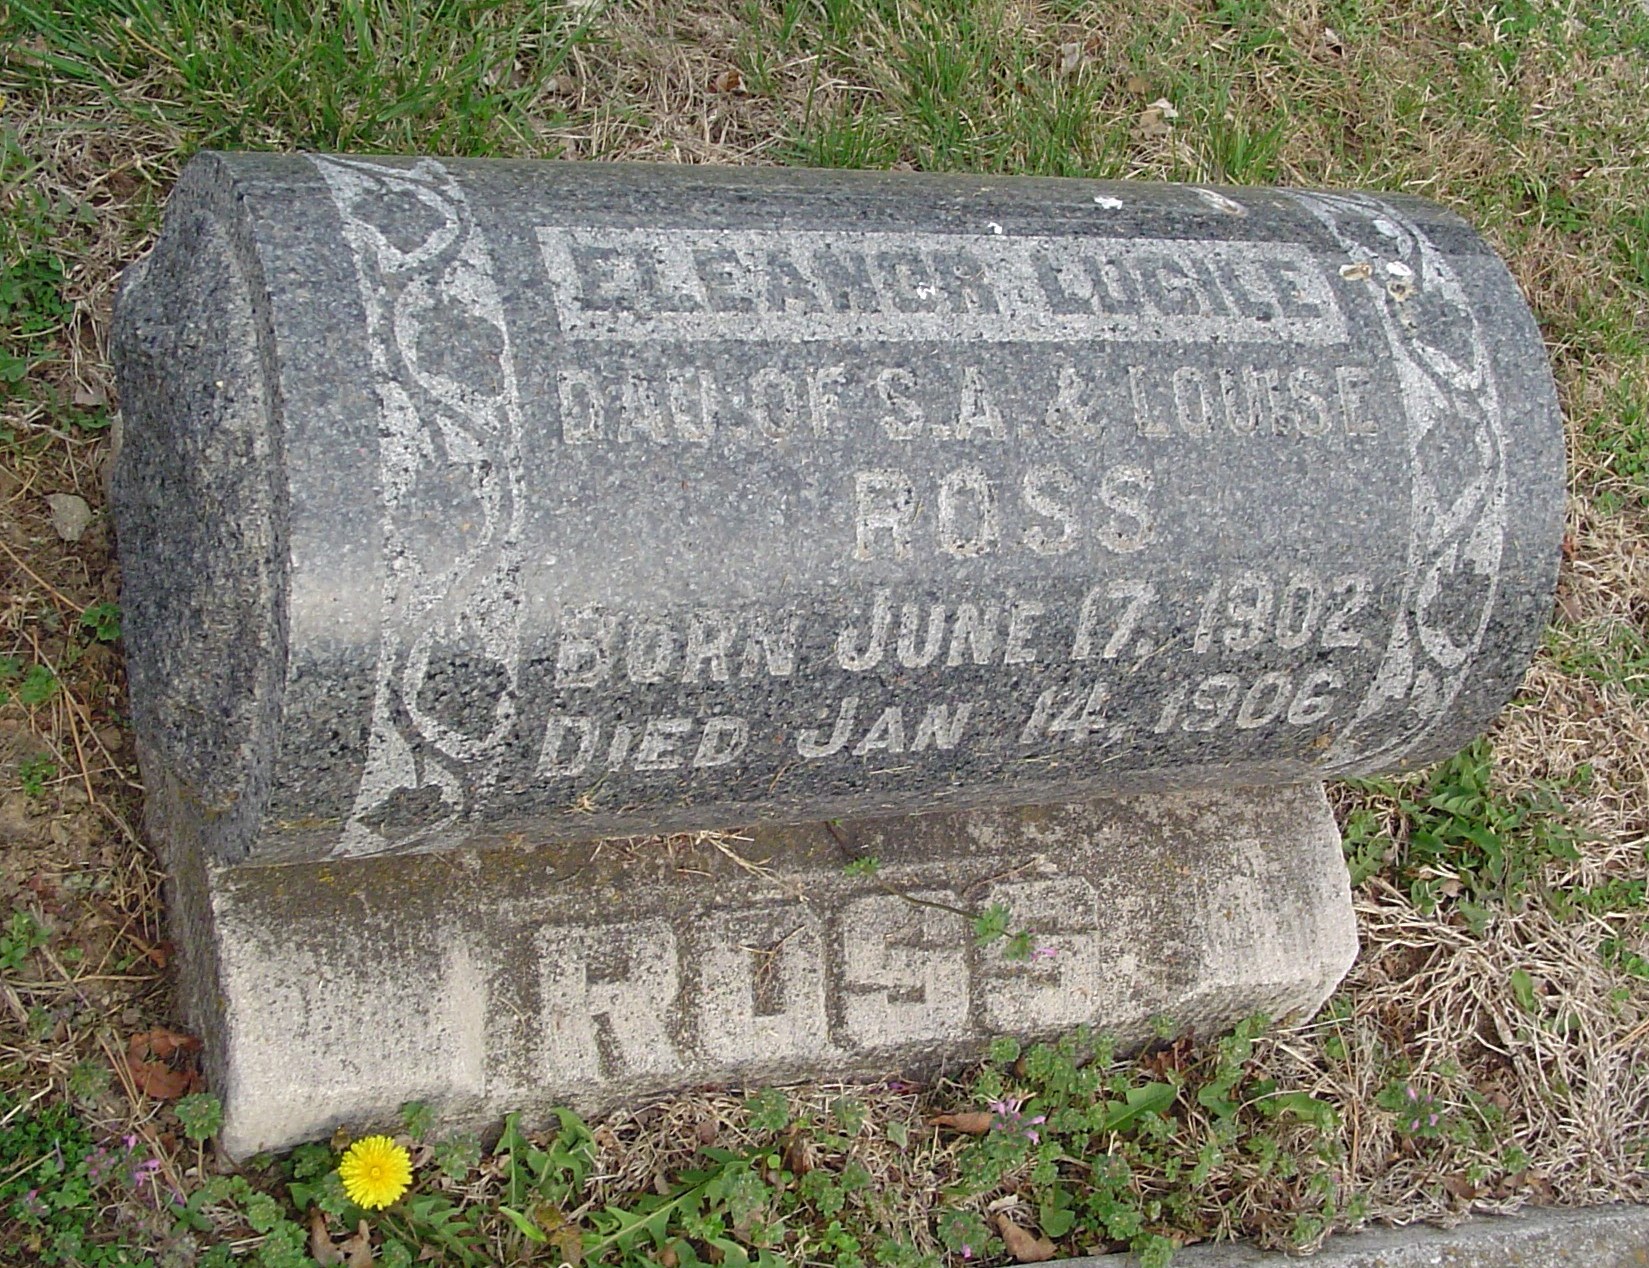 ELEANOR LUCILE
DAU. OF S.A. & LOUISE
ROSS
BORN JUNE 17, 1902
DIED JAN 14, 1906
ROSS